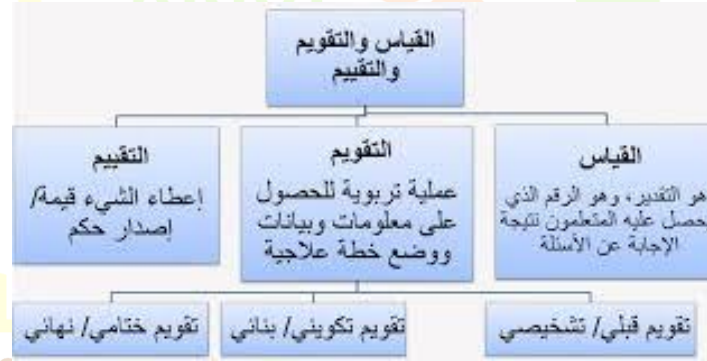 القياس والتقويم
والتقييم
القياس
هو التقدير، وهو الرقم الذي
يحصل عليه المتعلمون نتيجة
الإجابة عن الأسئلة
التقويم
عملية تربوية للحصول
على معلومات وبيانات
ووضع خطة علاجية
التقييم
إعطاء الشيء قيمة/
إصدار حكم
تقويم قبلي/ تشخيصي
تقويم تكويني/ بنائي
تقويم ختامي/ نهائي